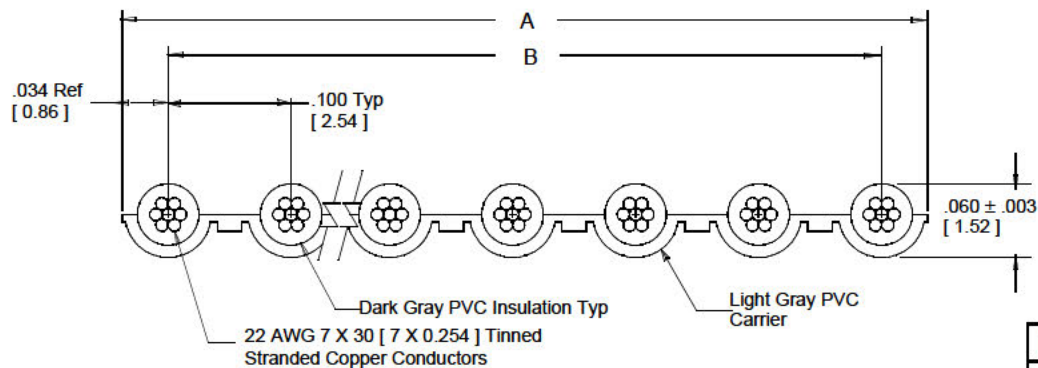 A
B
.034 Ref
[ 0.86 ]
.100 Typ
[ 2.54 ]
.060 ± .003
[ 1.52 ]
Dark Gray PVC Insulation Typ
Light Gray PVC
Carrier
22 AWG 7 X 30 [ 7 X 0.254 ] Tinned
Stranded Copper Conductors